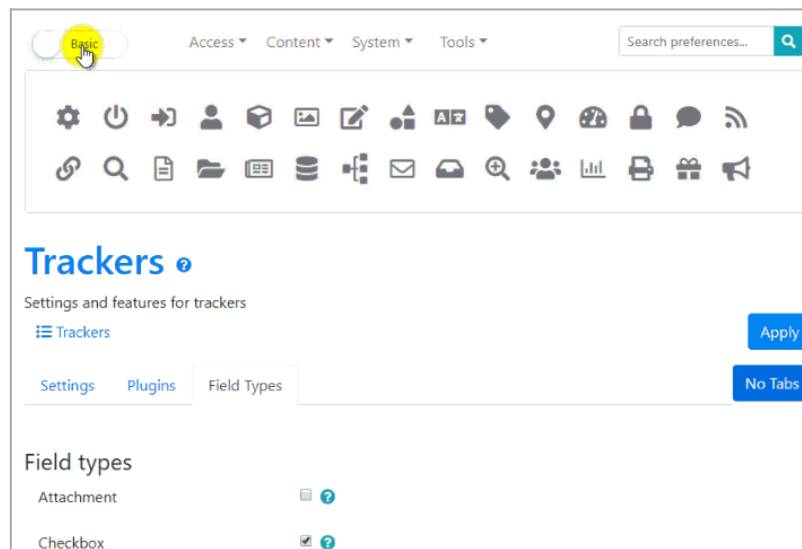 Basic Access Content System Tools Search preferences...
Trackers
Settings and features for trackers
Trackers
Apply
Settings Plugins Field Types No Tabs
Field types
Attachment
Checkbox